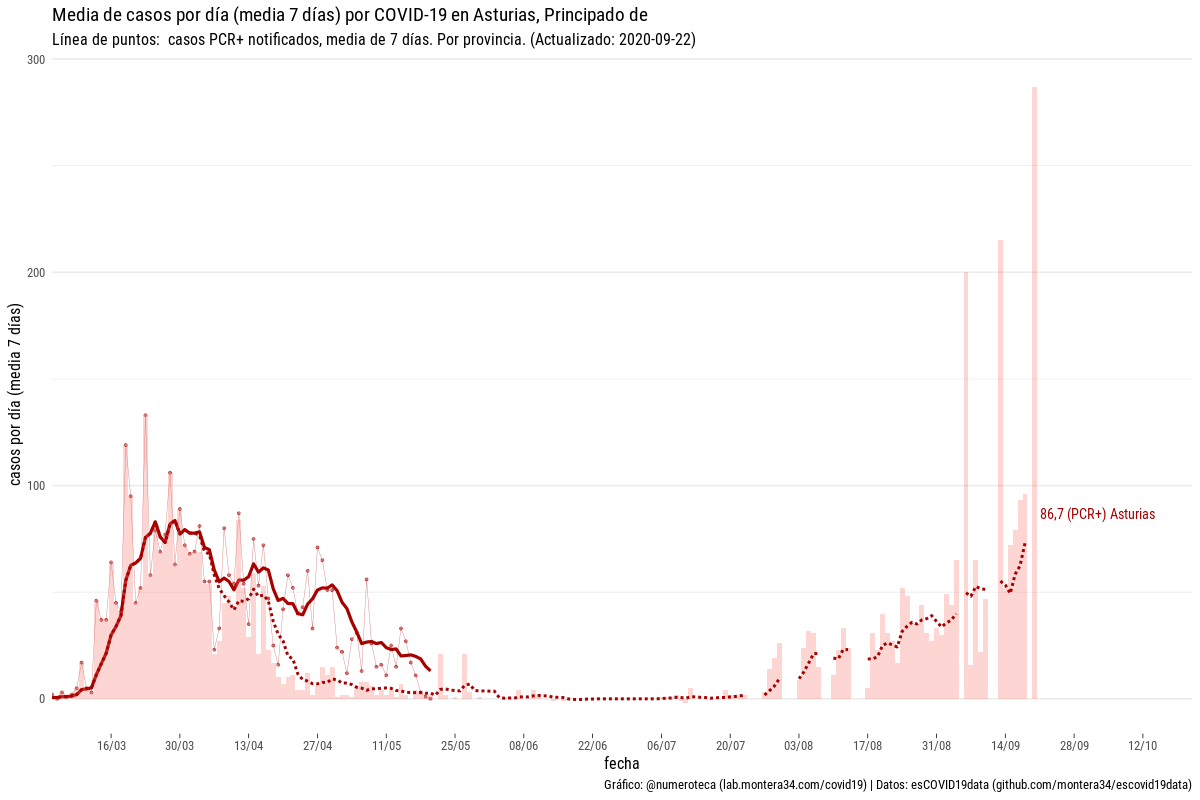 Media de casos por día (media 7 días) por COVID-19 en Asturias, Principado de
Línea de puntos:  casos PCR+ notificados, media de 7 días. Por provincia. (Actualizado: 2020-09-22)
casos por día (media 7 días)
300
200
100
0
86,7 (PCR+) Asturias
16/03 30/03 13/04 27/04 11/05 25/05 08/06 22/06 06/07 20/07 03/08 17/08 31/08 14/09 28/09 12/10
fecha
Gráfico: @numeroteca (lab.montera34.com/covid19) | Datos: esCOVID19data (github.com/montera34/escovid19data)